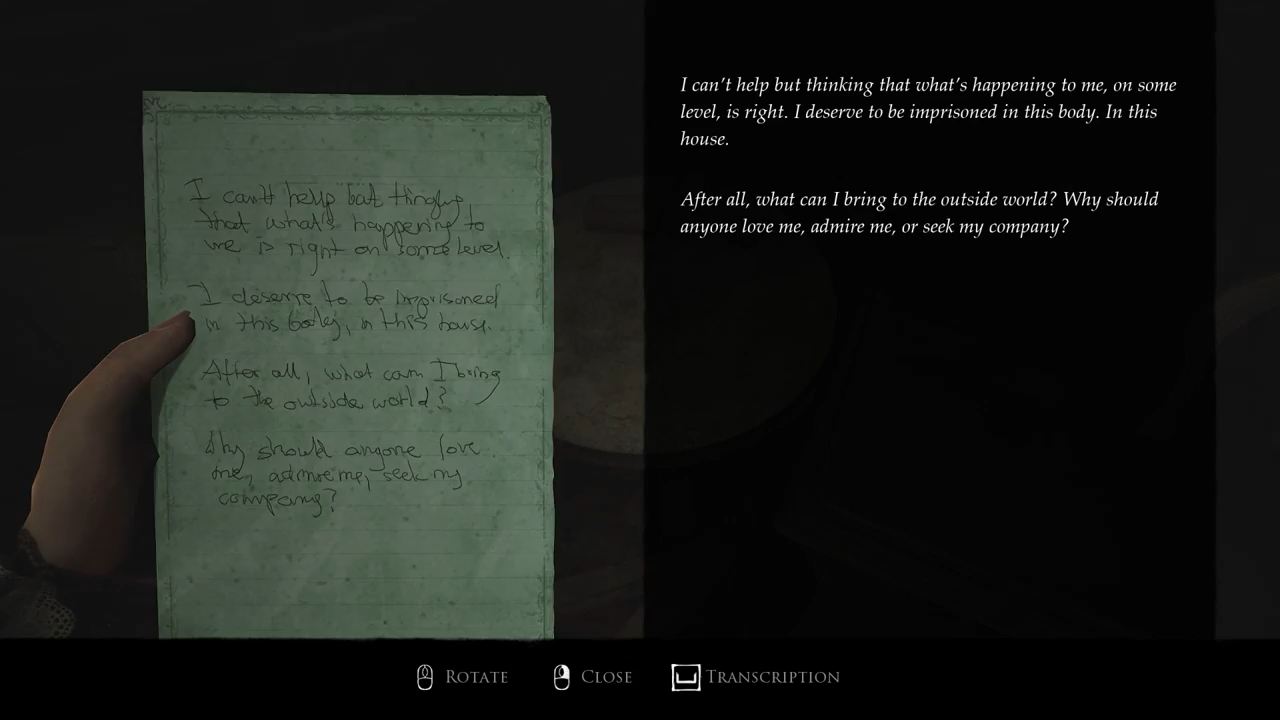 I can't help but thinking
that what's happening to
me is right on some level.
I deserve to be imprisoned
in this body, in this house.
After all, what can I bring
to the outside world?
Why should anyone love
me, admire me, seek my
company?
I can't help but thinking that what's happening to me, on some
level, is right. I deserve to be imprisoned in this body. In this
house.
After all, what can I bring to the outside world? Why should
anyone love me, admire me, or seek my company?
ROTATE
CLOSE
TRANSCRIPTION